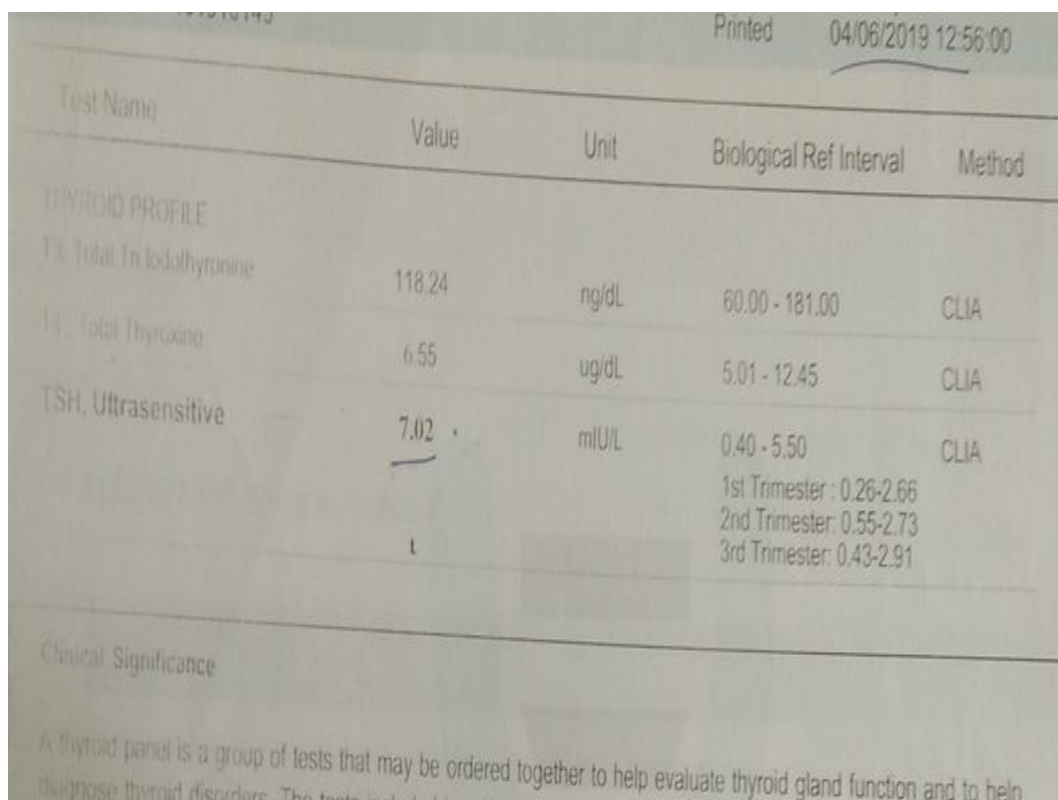 Printed 04/06/2019 12:56:00
Test Name Value Unit Biological Ref Interval Method
THYROID PROFILE
T3, Total Tri Iodothyronine 118.24 ng/dL 60.00 - 181.00 CLIA
T4, Total Thyroxine 6.55 ug/dL 5.01 - 12.45 CLIA
TSH, Ultrasensitive 7.02 mIU/L 0.40 - 5.50 CLIA
1st Trimester : 0.26-2.66
2nd Trimester: 0.55-2.73
3rd Trimester: 0.43-2.91
Clinical Significance
A thyroid panel is a group of tests that may be ordered together to help evaluate thyroid gland function and to help
diagnose thyroid disorders. The tests